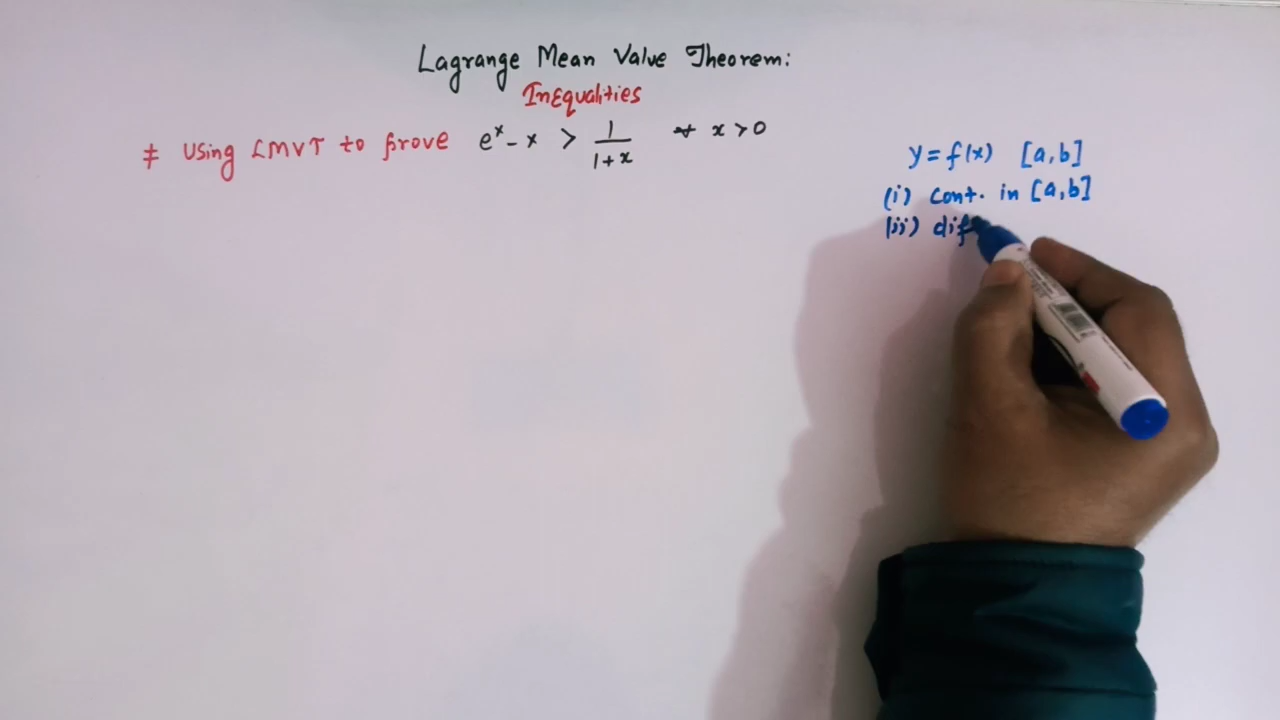 Lagrange Mean Value Theorem:
Inequalities
# Using LMVT to prove e^x - x > 1/(1+x) ∀ x > 0
y = f(x) [a,b]
(i) cont. in [a,b]
(ii) dif